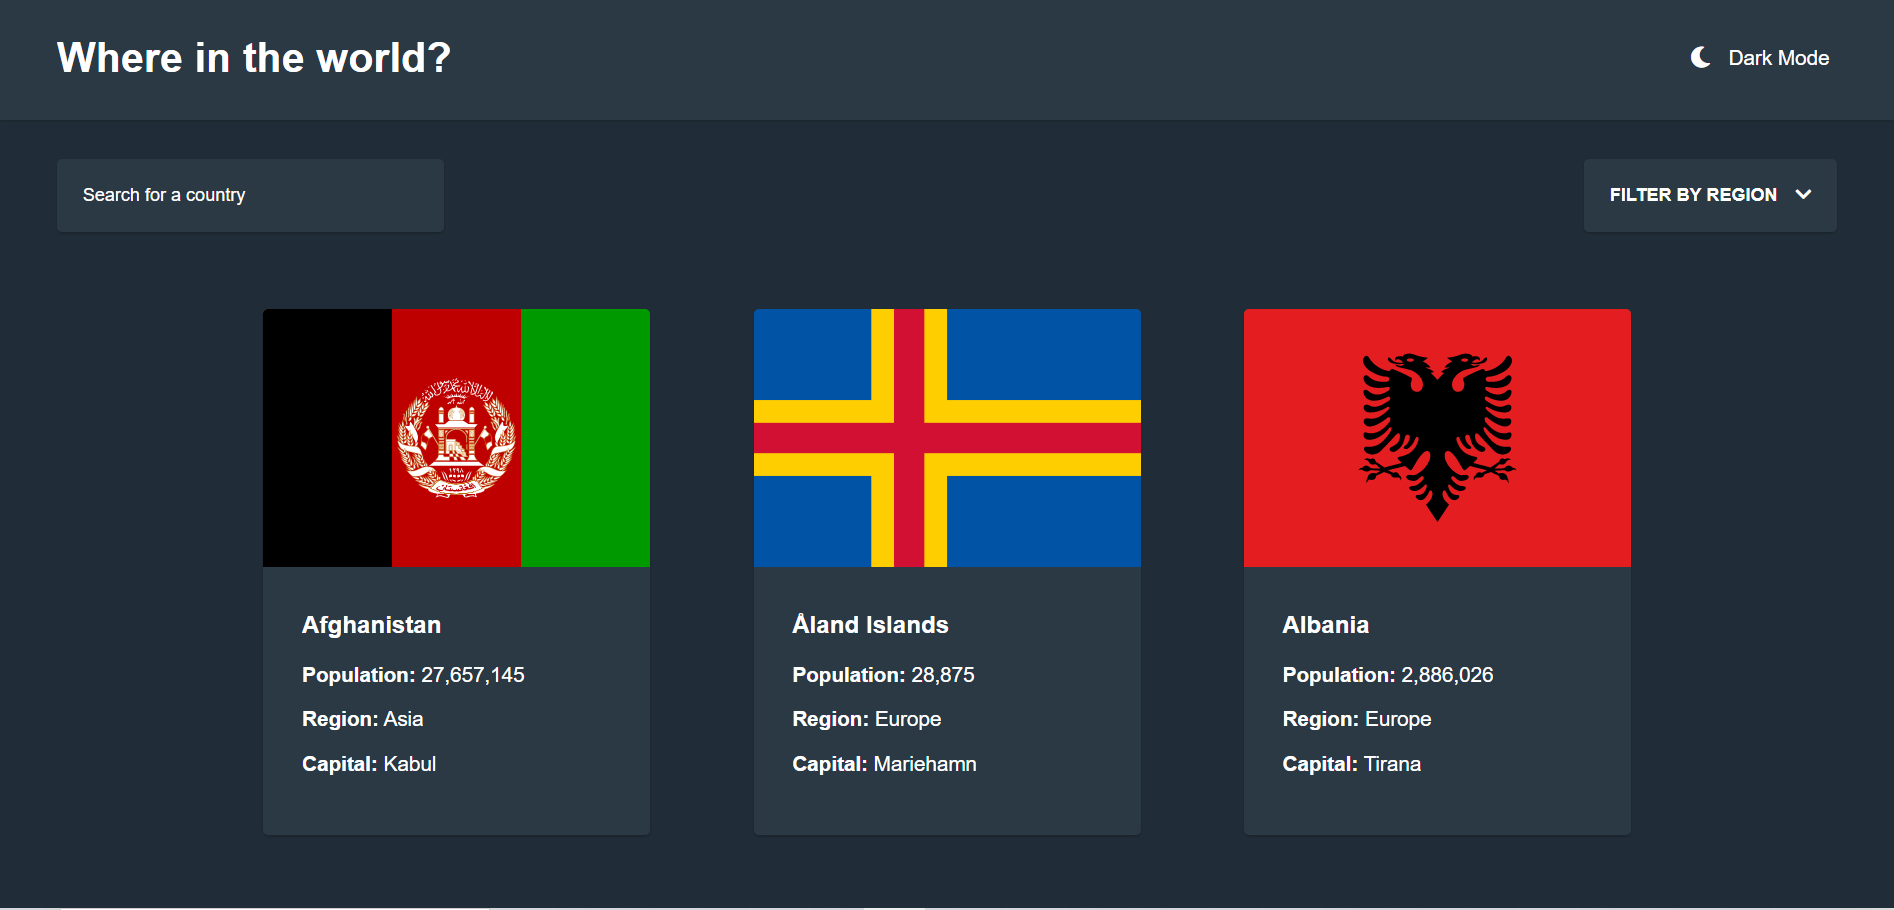 Where in the world?
Dark Mode
Search for a country
FILTER BY REGION
Afghanistan
Population: 27,657,145
Region: Asia
Capital: Kabul
Åland Islands
Population: 28,875
Region: Europe
Capital: Mariehamn
Albania
Population: 2,886,026
Region: Europe
Capital: Tirana